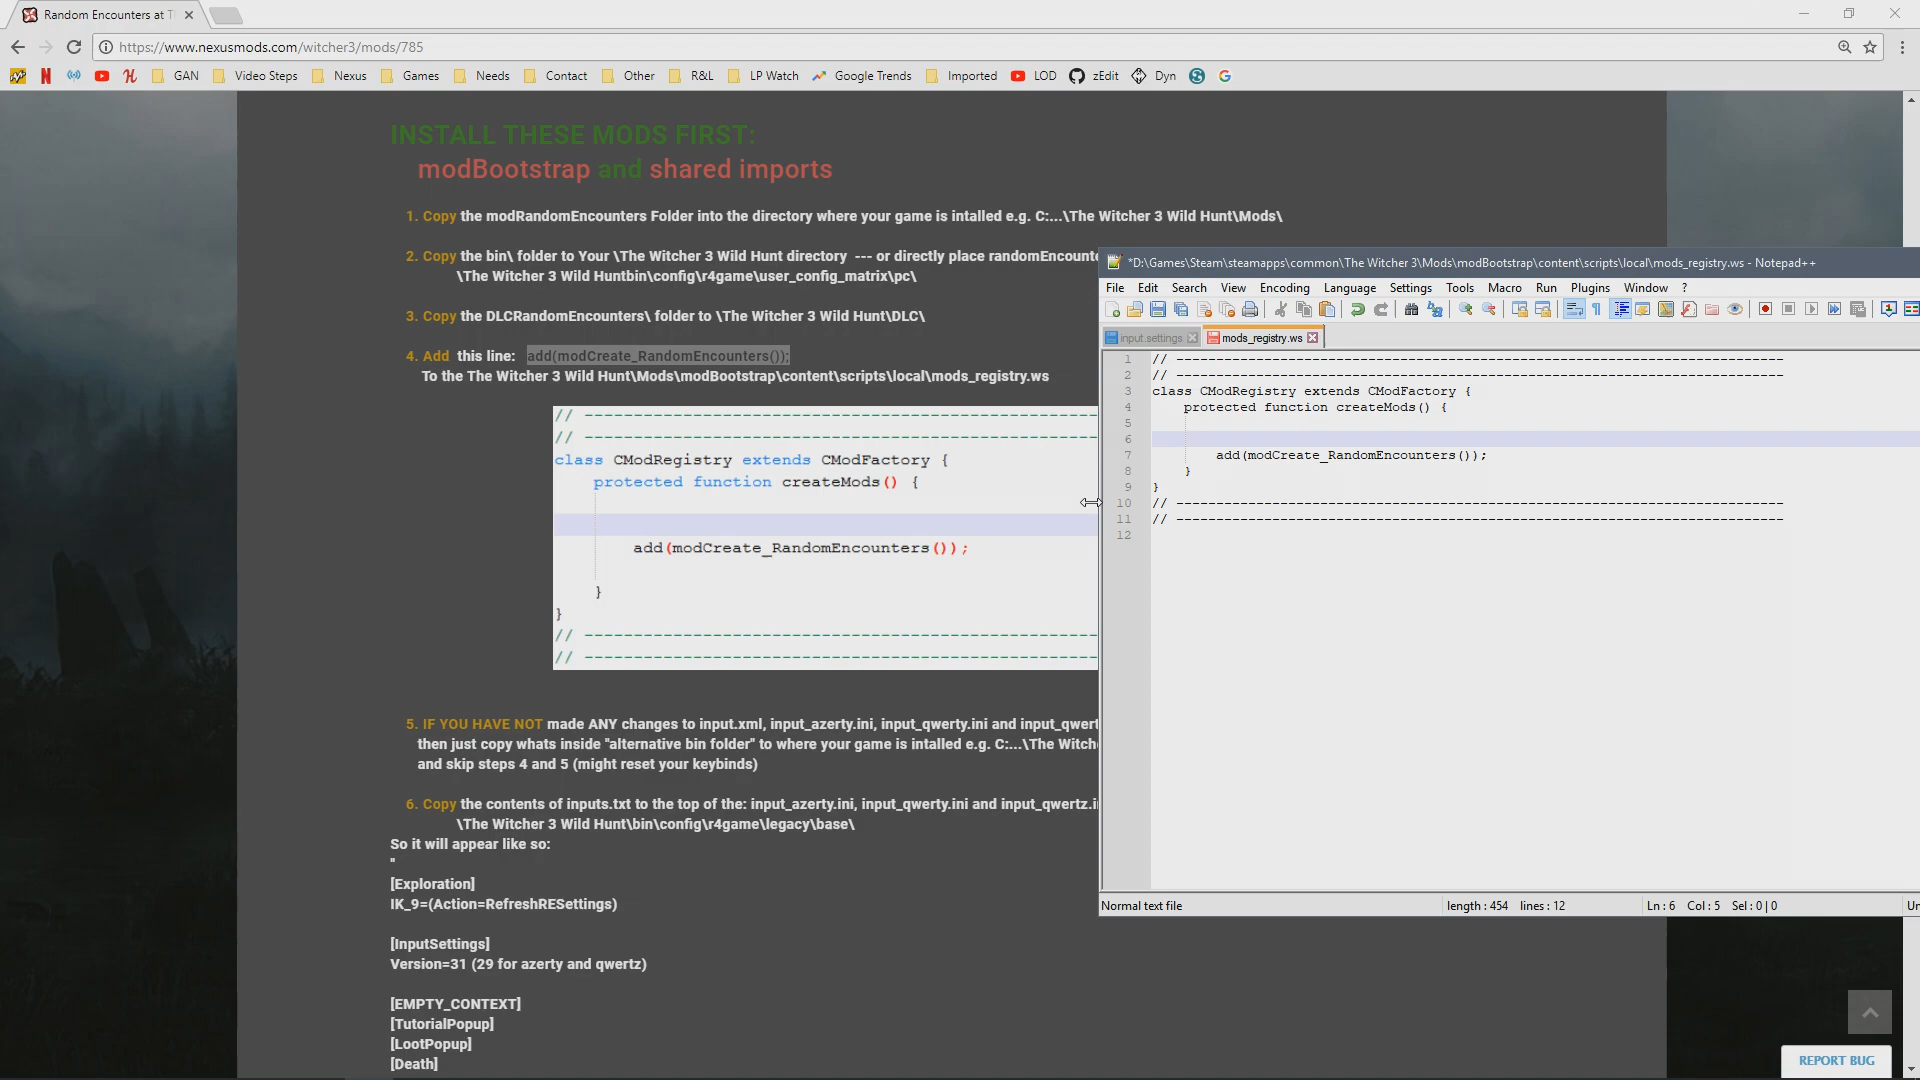 Random Encounters at T
https://www.nexusmods.com/witcher3/mods/785
GAN
Video Steps
Nexus
Games
Needs
Contact
Other
R&L
LP Watch
Google Trends
Imported
LOD
zEdit
Dyn
INSTALL THESE MODS FIRST:
modBootstrap and shared imports
1. Copy the modRandomEncounters Folder into the directory where your game is intalled e.g. C:...\The Witcher 3 Wild Hunt\Mods\
2. Copy the bin\ folder to Your \The Witcher 3 Wild Hunt directory --- or directly place randomEncounte
\The Witcher 3 Wild Huntbin\config\r4game\user_config_matrix\pc\
3. Copy the DLCRandomEncounters\ folder to \The Witcher 3 Wild Hunt\DLC\
4. Add this line: add(modCreate_RandomEncounters());
To the The Witcher 3 Wild Hunt\Mods\modBootstrap\content\scripts\local\mods_registry.ws
// ----------------------------------------------------
// ----------------------------------------------------
class CModRegistry extends CModFactory {
protected function createMods() {
add(modCreate_RandomEncounters());
}
}
// ----------------------------------------------------
// ----------------------------------------------------
5. IF YOU HAVE NOT made ANY changes to input.xml, input_azerty.ini, input_qwerty.ini and input_qwert
then just copy whats inside "alternative bin folder" to where your game is intalled e.g. C:...\The Witch
and skip steps 4 and 5 (might reset your keybinds)
6. Copy the contents of inputs.txt to the top of the: input_azerty.ini, input_qwerty.ini and input_qwertz.i
\The Witcher 3 Wild Hunt\bin\config\r4game\legacy\base\
So it will appear like so:
"
[Exploration]
IK_9=(Action=RefreshRESettings)
[InputSettings]
Version=31 (29 for azerty and qwertz)
[EMPTY_CONTEXT]
[TutorialPopup]
[LootPopup]
[Death]
*D:\Games\Steam\steamapps\common\The Witcher 3\Mods\modBootstrap\content\scripts\local\mods_registry.ws - Notepad++
File Edit Search View Encoding Language Settings Tools Macro Run Plugins Window ?
input.settings
mods_registry.ws
1 // ----------------------------------------------------------------------------
2 // ----------------------------------------------------------------------------
3 class CModRegistry extends CModFactory {
4 protected function createMods() {
5
6
7 add(modCreate_RandomEncounters());
8 }
9 }
10 // ----------------------------------------------------------------------------
11 // ----------------------------------------------------------------------------
12
Normal text file
length : 454 lines : 12
Ln : 6 Col : 5 Sel : 0 | 0
Un
REPORT BUG